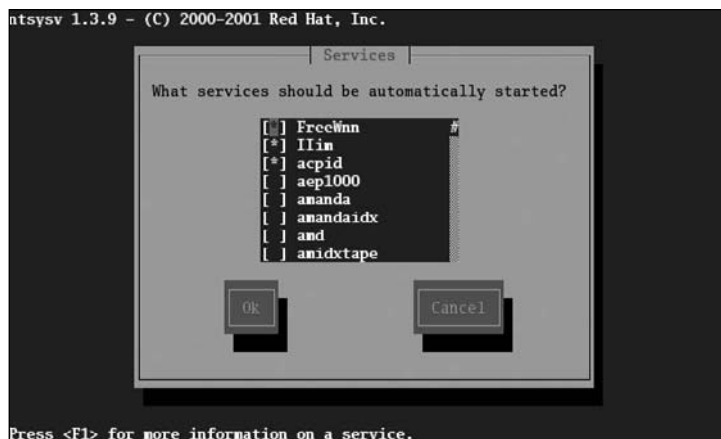 ntsysv 1.3.9 - (C) 2000-2001 Red Hat, Inc.
Services
What services should be automatically started?
[*] FreeWnn #
[*] IIim
[*] acpid
[ ] aep1000
[ ] amanda
[ ] amandaidx
[ ] amd
[ ] amidxtape
Ok Cancel
Press <F1> for more information on a service.